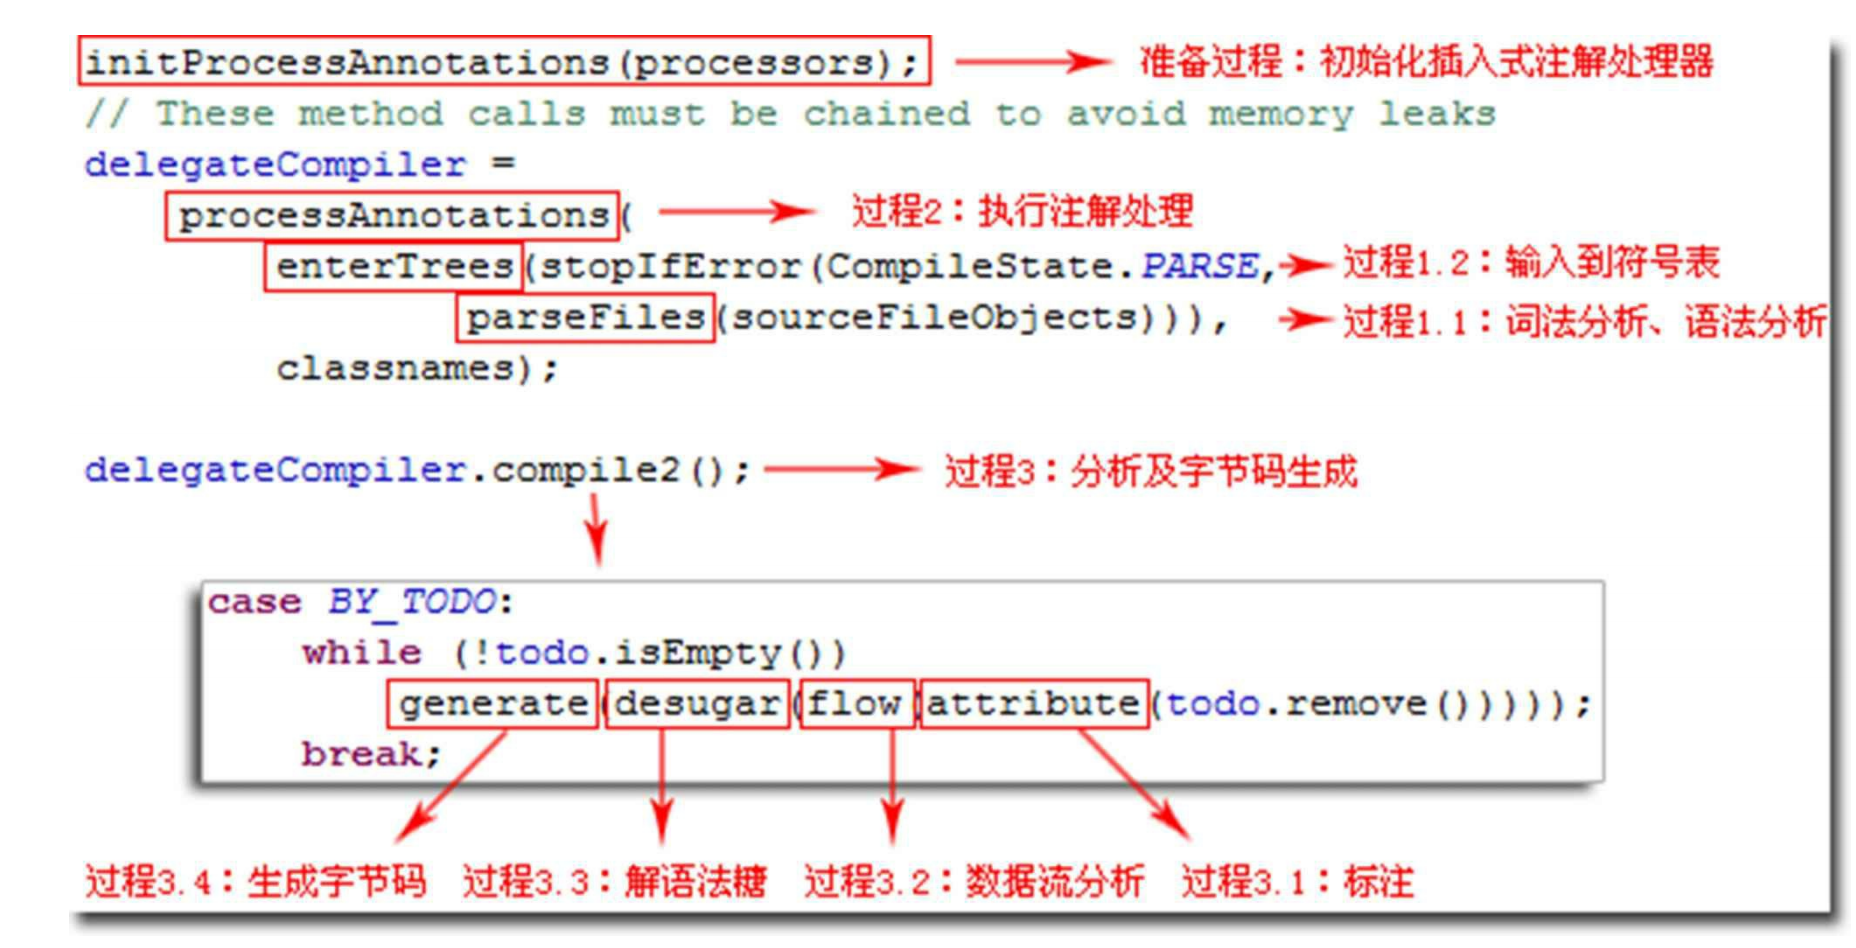 initProcessAnnotations(processors); 准备过程：初始化插入式注解处理器
// These method calls must be chained to avoid memory leaks
delegateCompiler =
processAnnotations( 过程2：执行注解处理
enterTrees(stopIfError(CompileState.PARSE, 过程1.2：输入到符号表
parseFiles(sourceFileObjects))), 过程1.1：词法分析、语法分析
classnames);
delegateCompiler.compile2(); 过程3：分析及字节码生成
case BY_TODO:
while (!todo.isEmpty())
generate(desugar(flow(attribute(todo.remove()))));
break;
过程3.4：生成字节码 过程3.3：解语法糖 过程3.2：数据流分析 过程3.1：标注